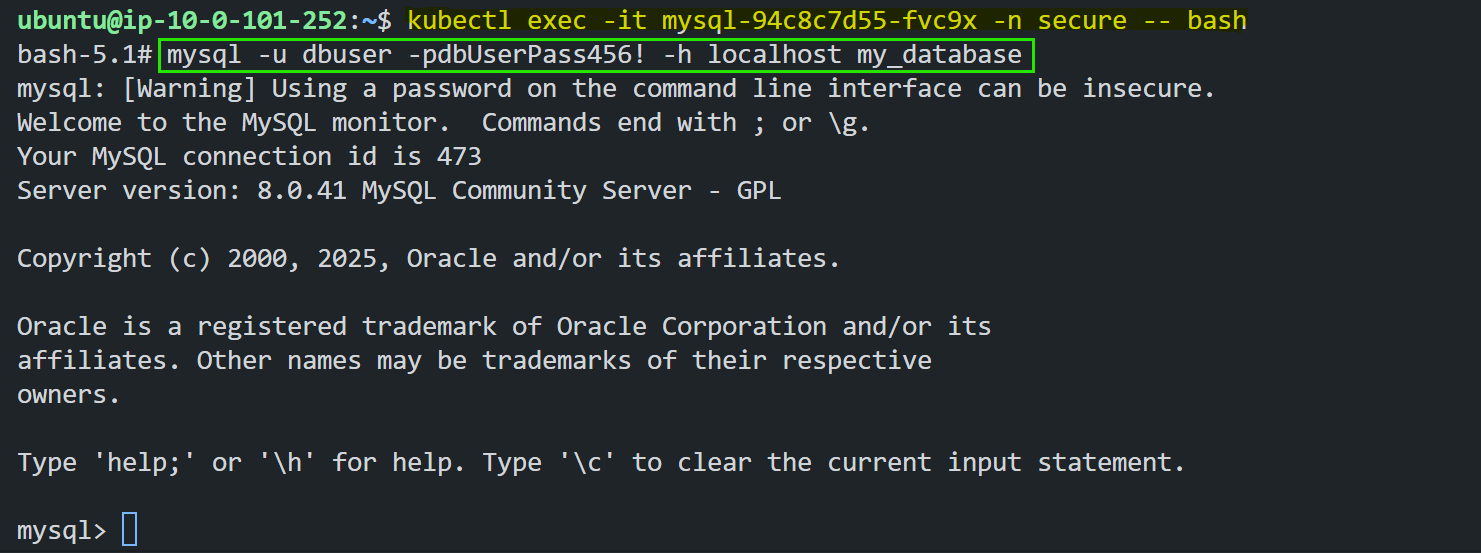 ubuntu@ip-10-0-101-252:~$ kubectl exec -it mysql-94c8c7d55-fvc9x -n secure -- bash
bash-5.1# mysql -u dbuser -pdbUserPass456! -h localhost my_database
mysql: [Warning] Using a password on the command line interface can be insecure.
Welcome to the MySQL monitor.  Commands end with ; or \g.
Your MySQL connection id is 473
Server version: 8.0.41 MySQL Community Server - GPL
Copyright (c) 2000, 2025, Oracle and/or its affiliates.
Oracle is a registered trademark of Oracle Corporation and/or its
affiliates. Other names may be trademarks of their respective
owners.
Type 'help;' or '\h' for help. Type '\c' to clear the current input statement.
mysql>